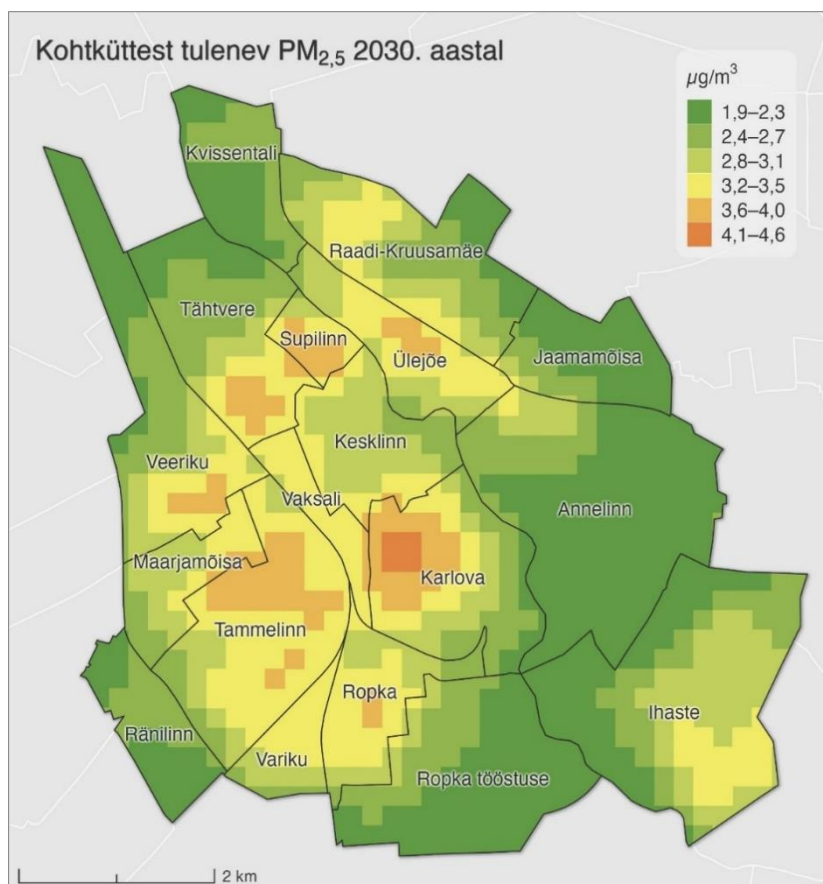 Kohtküttest tulenev PM2,5 2030. aastal
µg/m3
1,9–2,3
2,4–2,7
2,8–3,1
3,2–3,5
3,6–4,0
4,1–4,6
Kvissentali
Raadi-Kruusamäe
Tähtvere
Supilinn
Ülejõe
Jaamamõisa
Kesklinn
Veeriku
Vaksali
Annelinn
Maarjamõisa
Karlova
Tammelinn
Ropka
Ihaste
Ränilinn
Variku
Ropka tööstuse
2 km